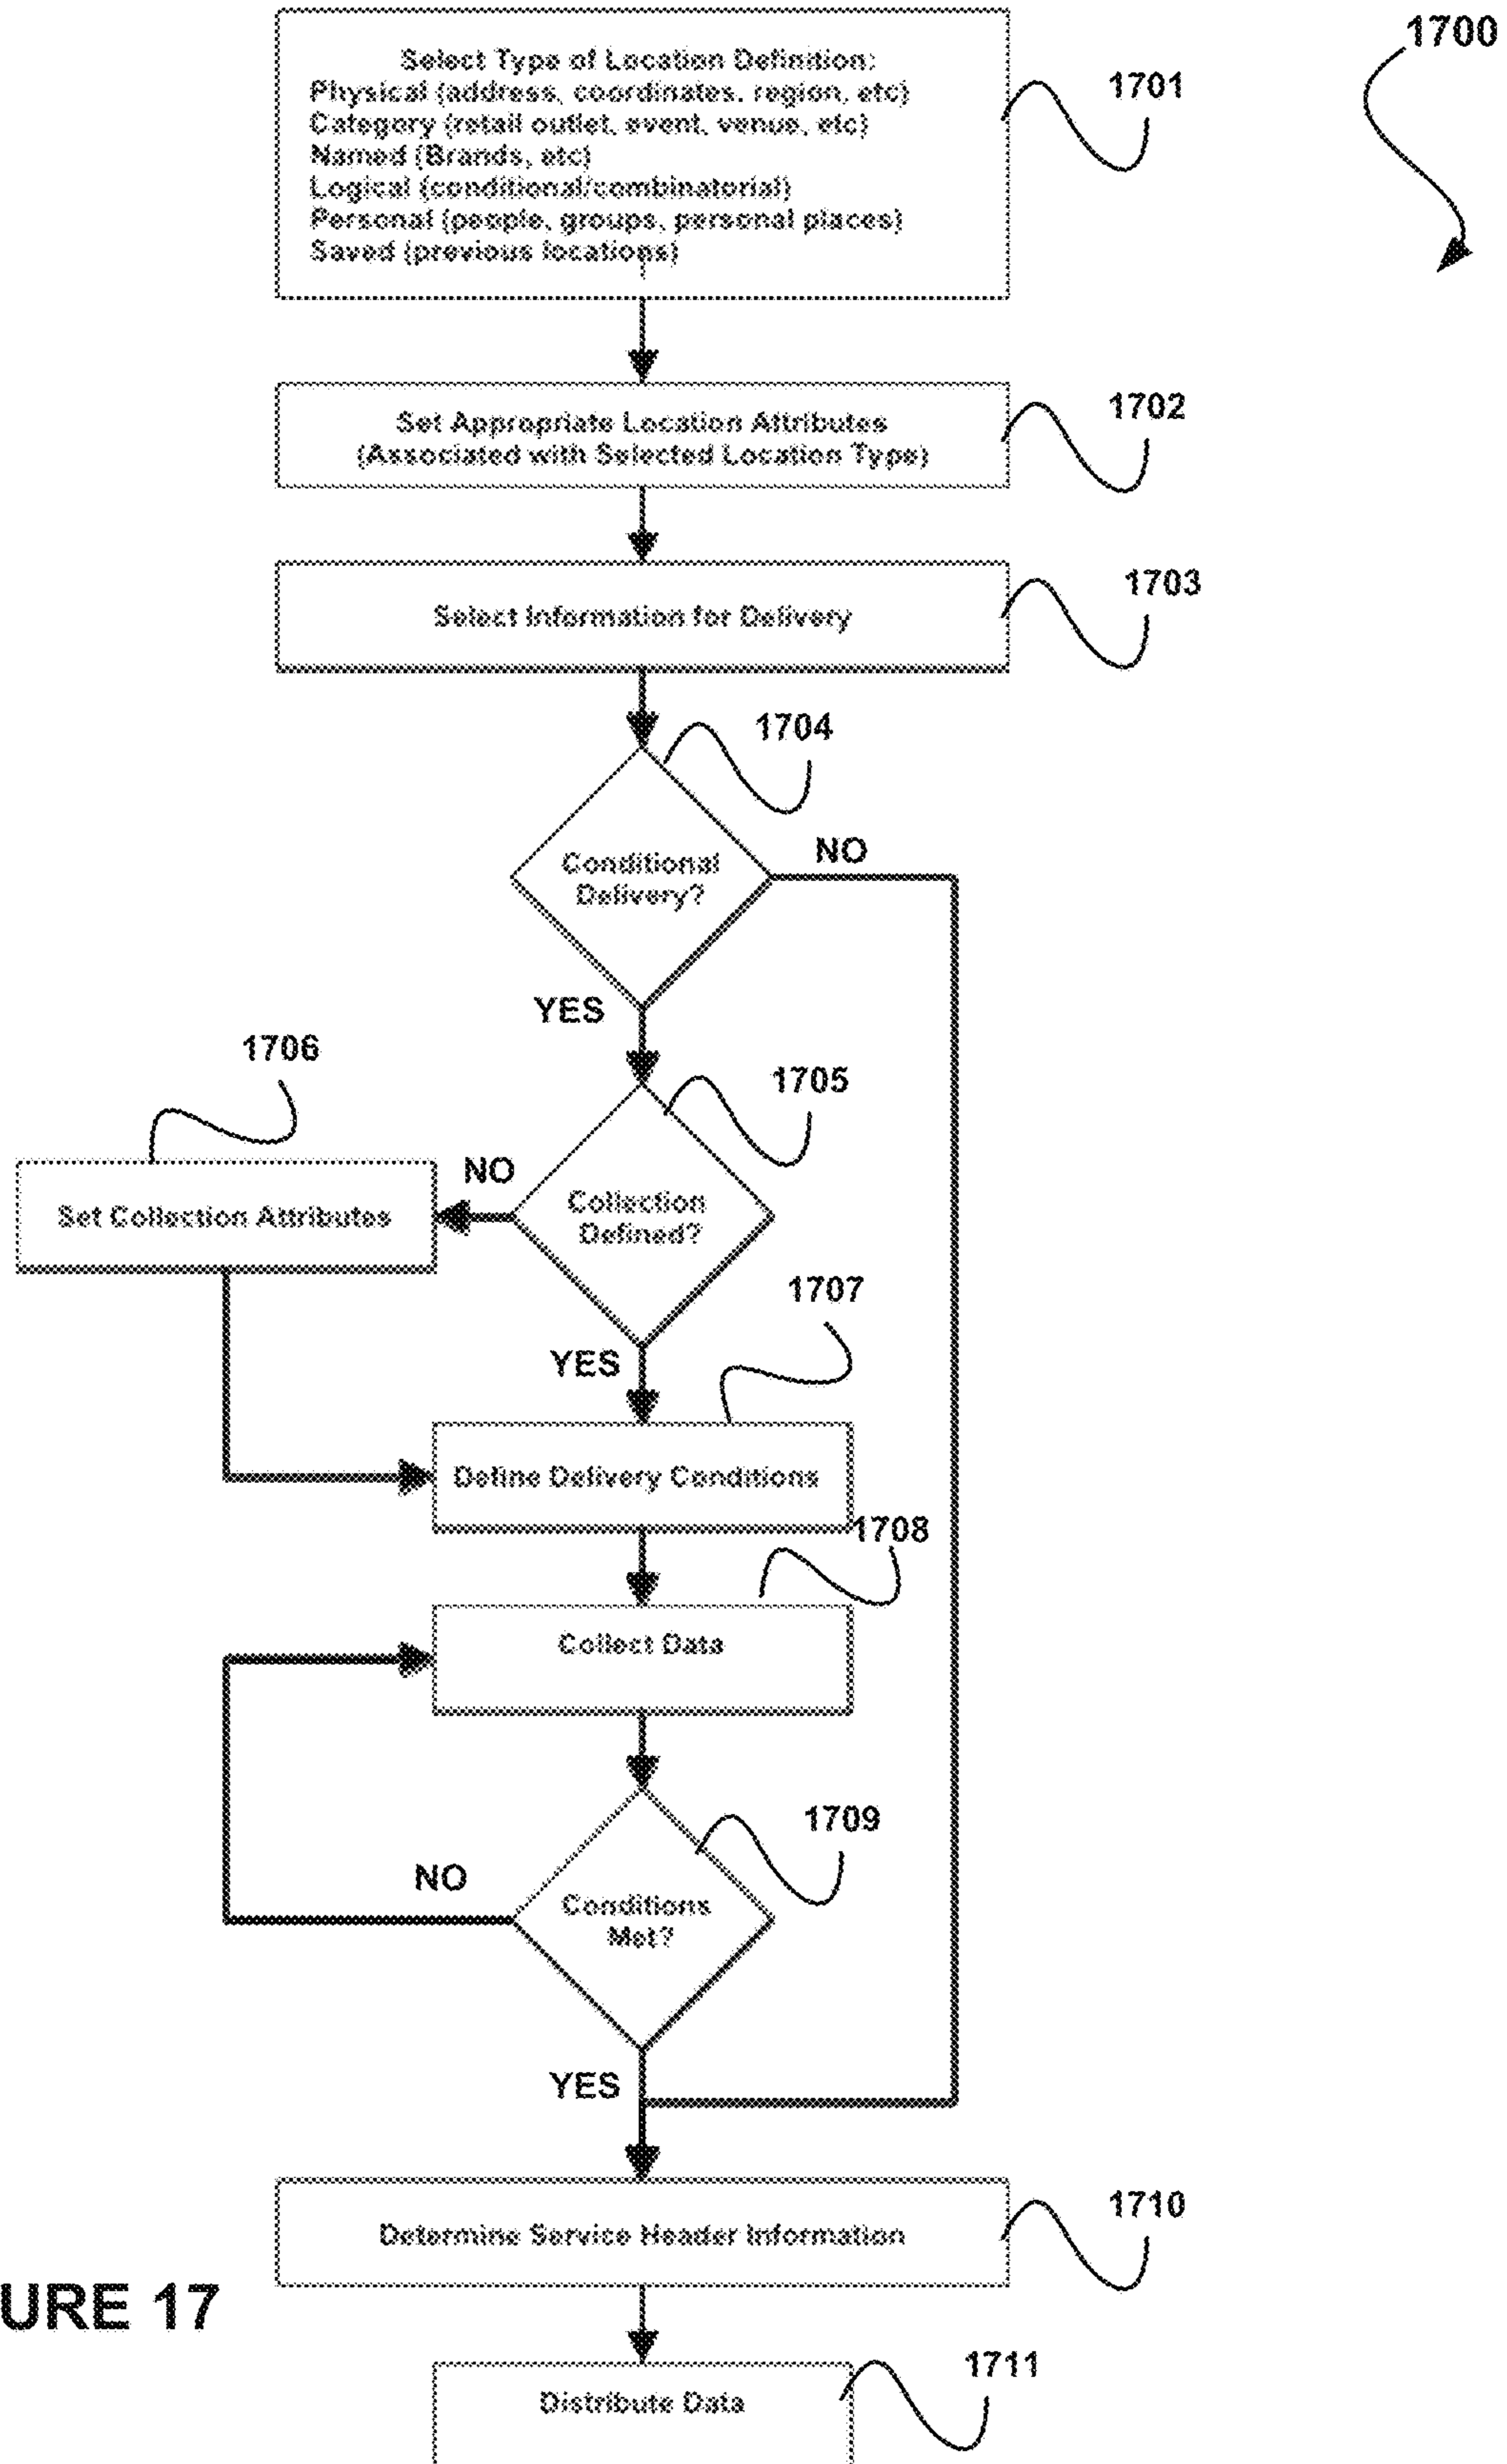 1700
Select Type of Location Definition:
Physical (address, coordinates. region, etc)
Category (retail outlet, event, venue, etc)
Named (Brands, etc)
Logical (conditional/combinatorial)
Personal (people, groups, personal places)
Saved (previous locations)
1701
Set Appropriate Location Attributes
(Associated with Selected Location Type)
1702
Select Information for Delivery
1703
1704
Conditional
Delivery?
NO
YES
1705
1706
Collection
Defined?
NO
Set Collection Attributes
YES
1707
Define Delivery Conditions
1708
Collect Data
1709
Conditions
Met?
NO
YES
Determine Service Header Information
1710
URE 17
1711
Distribute Data